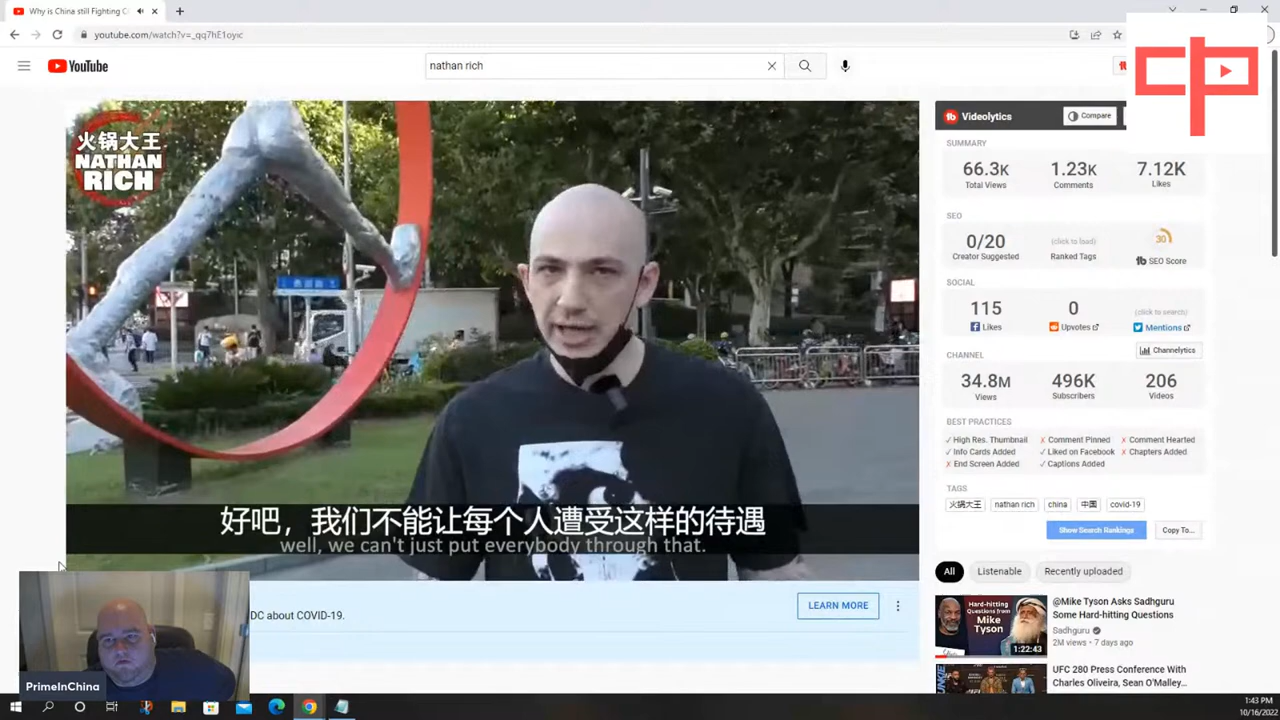 Why is China still Fighting C
youtube.com/watch?v=_qq7hE1oyic
YouTube
nathan rich
火锅大王
NATHAN
RICH
好吧，我们不能让每个人遭受这样的待遇
well, we can't just put everybody through that.
DC about COVID-19.
LEARN MORE
PrimeInChina
Videolytics
Compare
SUMMARY
66.3K 1.23K 7.12K
Total Views Comments Likes
SEO
0/20 (click to load) 30
Creator Suggested Ranked Tags SEO Score
SOCIAL
115 0 (click to search)
Likes Upvotes Mentions
Channelytics
CHANNEL
34.8M 496K 206
Views Subscribers Videos
BEST PRACTICES
✓ High Res. Thumbnail ✗ Comment Pinned ✗ Comment Hearted
✓ Info Cards Added ✓ Liked on Facebook ✗ Chapters Added
✗ End Screen Added ✓ Captions Added
TAGS
火锅大王 nathan rich china 中国 covid-19
Show Search Rankings Copy To...
All Listenable Recently uploaded
@Mike Tyson Asks Sadhguru
Some Hard-hitting Questions
Sadhguru
2M views • 7 days ago
Hard-hitting
Questions from
Mike
Tyson
1:22:43
UFC 280 Press Conference With
Charles Oliveira, Sean O'Malley...
1:43 PM
10/16/2022